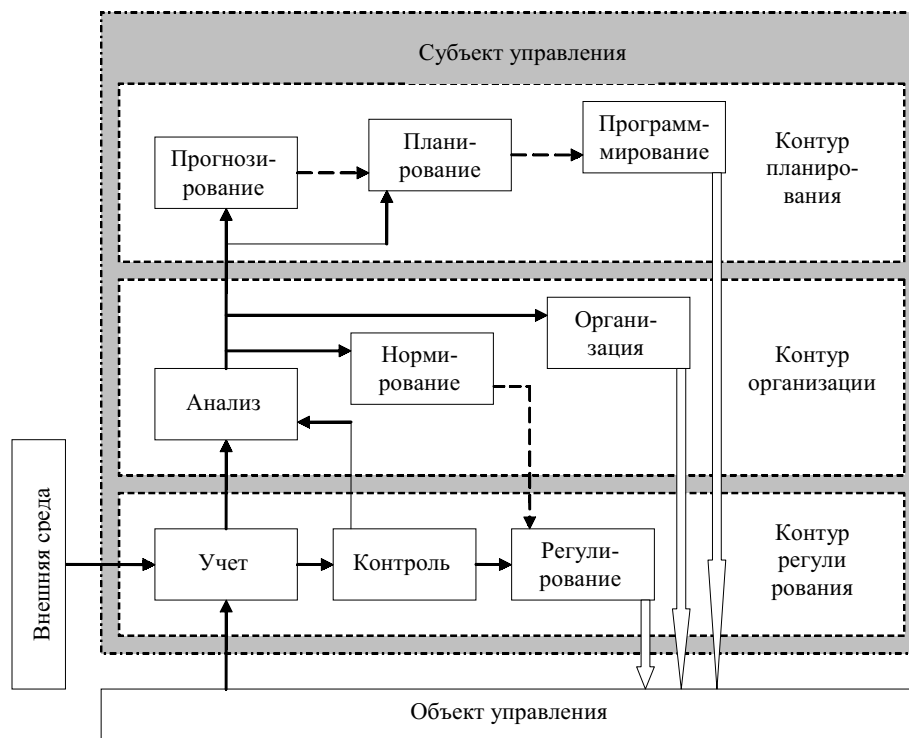 Субъект управления
Прогнози-
рование
Плани-
рование
Програм-
мирование
Контур
планиро-
вания
Органи-
зация
Норми-
рование
Анализ
Контур
организации
Внешняя среда
Учет
Контроль
Регули-
рование
Контур
регули
рования
Объект управления